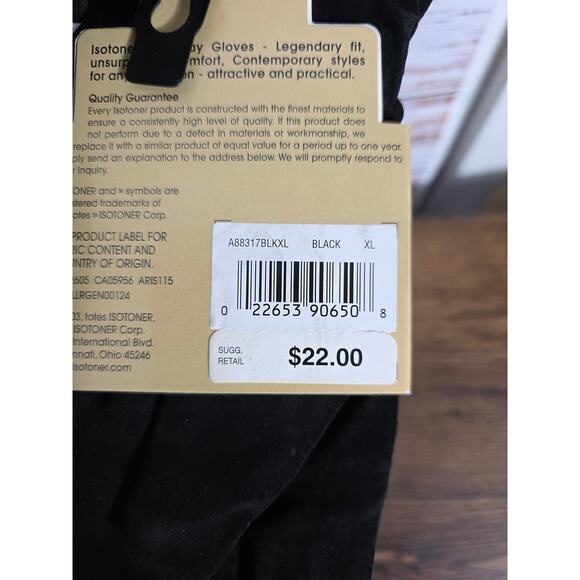 Isotoner ay Gloves - Legendary fit,
unsurp mfort, Contemporary styles
for any on - attractive and practical.
Quality Guarantee
Every Isotoner product is constructed with the finest materials to
ensure a consistently high level of quality. If this product does
not perform due to a defect in materials or workmanship, we
replace it with a similar product of equal value for a period up to one year.
ply send an explanation to the address below. We will promptly respond to
r inquiry.
TONER and » symbols are
stered trademarks of
otes » ISOTONER Corp.
PRODUCT LABEL FOR
RIC CONTENT AND
NTRY OF ORIGIN.
2605 CA05956 ARIS115
LLRGEN00124
03, totes ISOTONER,
ISOTONER Corp.
International Blvd.
nnati, Ohio 45246
isotoner.com
A88317BLKXL BLACK XL
0 22653 90650 8
SUGG. RETAIL $22.00